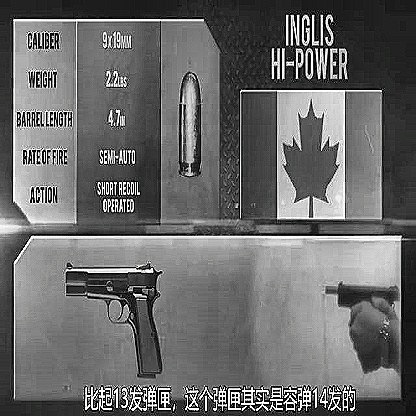 INGLIS
HI-POWER
CALIBER 9x19MM
WEIGHT 2.2LBS
BARREL LENGTH 4.7IN
RATE OF FIRE SEMI-AUTO
ACTION SHORT RECOIL
OPERATED
比起13发弹匣，这个弹匣其实是容弹14发的